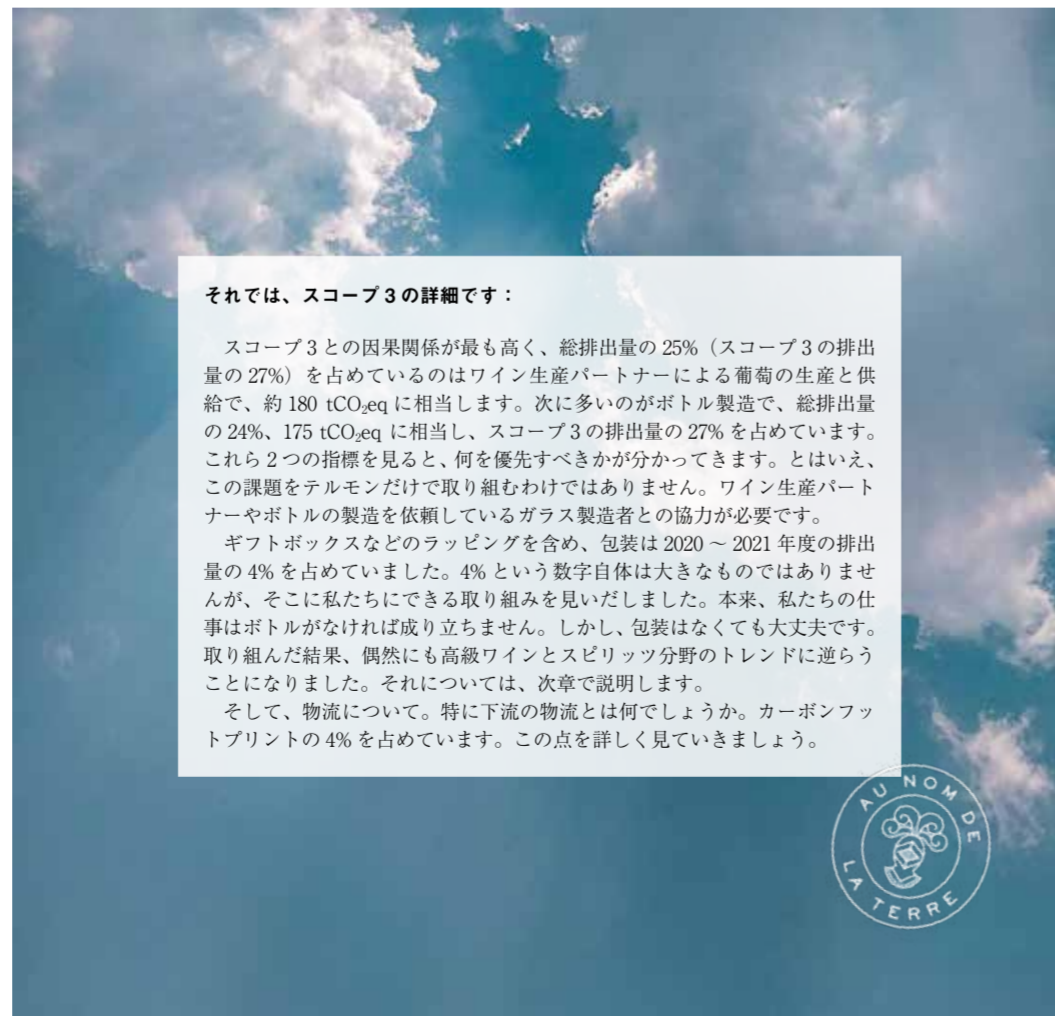 それでは、スコープ3の詳細です：
　スコープ3との因果関係が最も高く、総排出量の 25%（スコープ3の排出
量の 27%）を占めているのはワイン生産パートナーによる葡萄の生産と供
給で、約 180 tCO₂eq に相当します。次に多いのがボトル製造で、総排出量
の 24%、175 tCO₂eq に相当し、スコープ3の排出量の 27% を占めています。
これら2つの指標を見ると、何を優先すべきかが分かってきます。とはいえ、
この課題をテルモンだけで取り組むわけではありません。ワイン生産パート
ナーやボトルの製造を依頼しているガラス製造者との協力が必要です。
　ギフトボックスなどのラッピングを含め、包装は 2020 ～ 2021 年度の排出
量の 4% を占めていました。4% という数字自体は大きなものではありませ
んが、そこに私たちにできる取り組みを見いだしました。本来、私たちの仕
事はボトルがなければ成り立ちません。しかし、包装はなくても大丈夫です。
取り組んだ結果、偶然にも高級ワインとスピリッツ分野のトレンドに逆らう
ことになりました。それについては、次章で説明します。
　そして、物流について。特に下流の物流とは何でしょうか。カーボンフッ
トプリントの 4% を占めています。この点を詳しく見ていきましょう。
AU NOM DE
LA TERRE